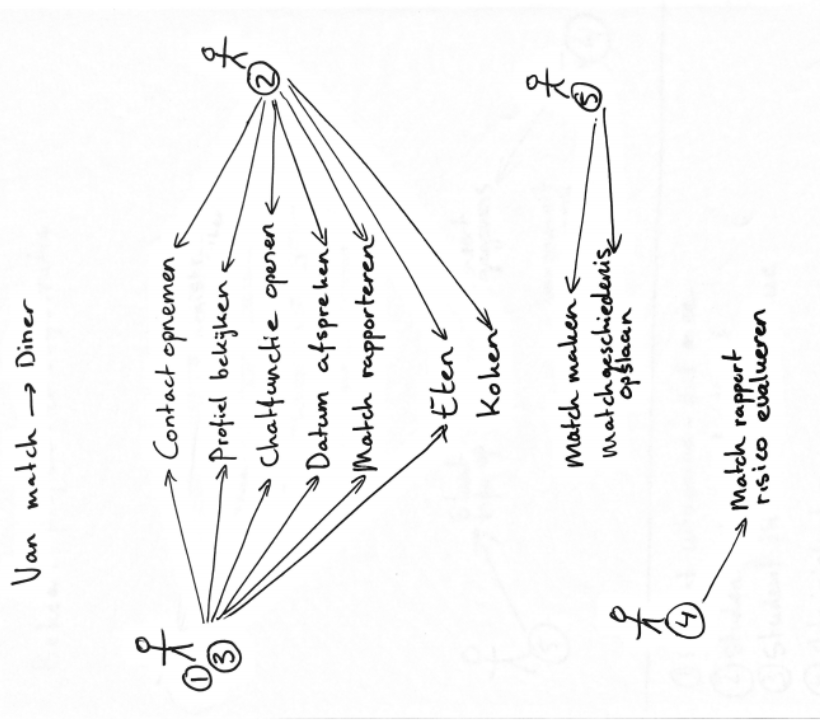 Van match → Diner
②
① ③
Contact opnemen
Profiel bekijken
Chatfunctie openen
Datum afspreken
Match rapporteren
Eten
Koken
⑤
Match maken
Matchgeschiedenis
opslaan
④
Match rapport
risico evalueren